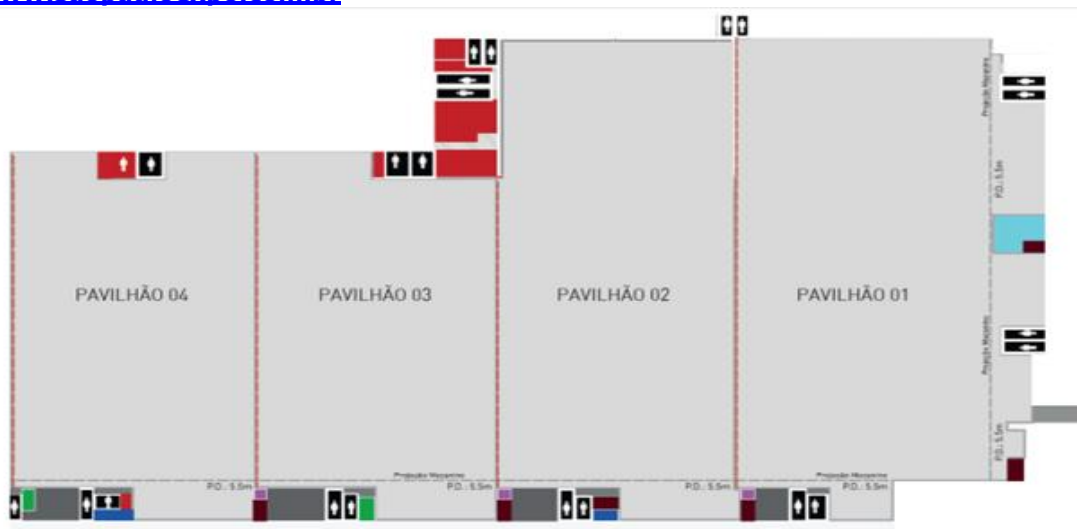 Projeção Mezanino
P.D.: 5.5m
PAVILHÃO 04
PAVILHÃO 03
PAVILHÃO 02
PAVILHÃO 01
Projeção Mezanino
P.D.: 5.5m
Projeção Mezanino
Projeção Mezanino
P.D.: 5.5m
P.D.: 5.5m
P.D.: 5.5m
P.D.: 5.5m